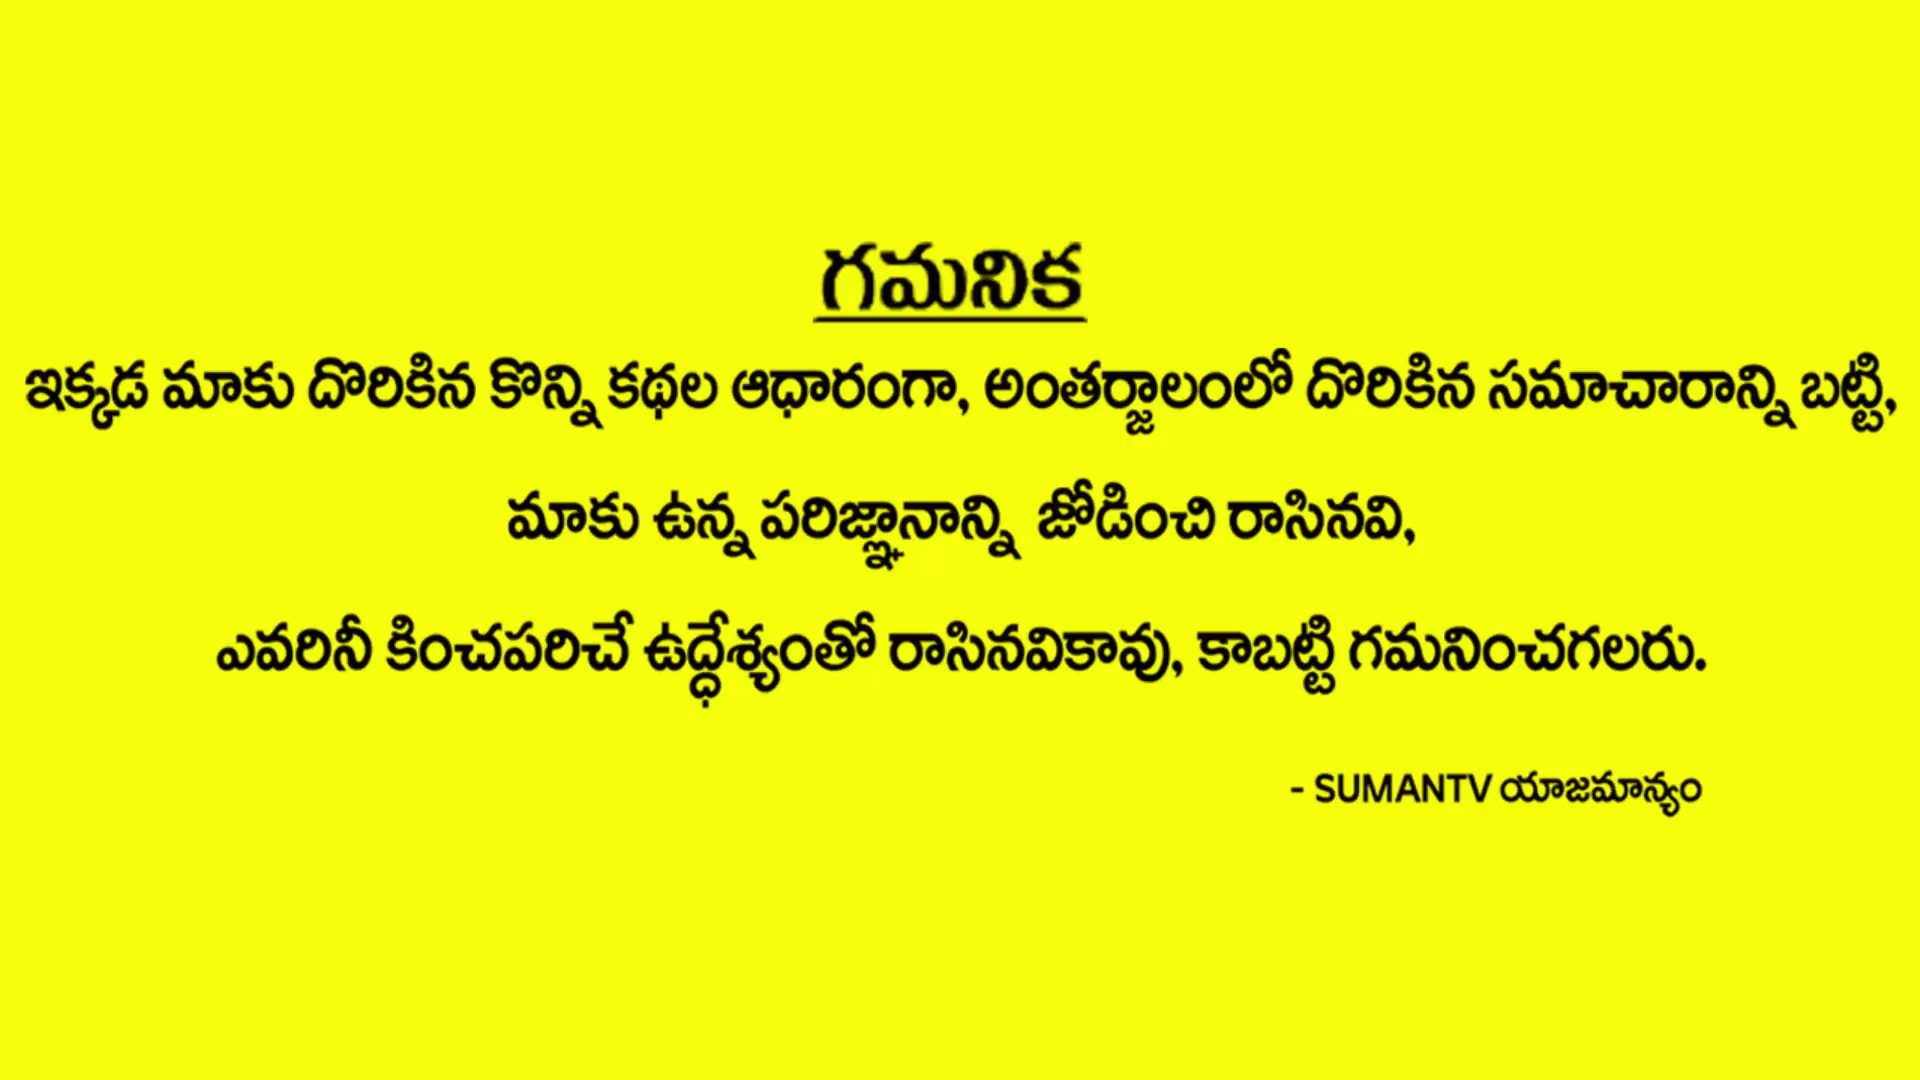 గమనిక
ఇక్కడ మాకు దొరికిన కొన్ని కథల ఆధారంగా, అంతర్జాలంలో దొరికిన సమాచారాన్ని బట్టి,
మాకు ఉన్న పరిజ్ఞానాన్ని జోడించి రాసినవి,
ఎవరినీ కించపరిచే ఉద్ధేశ్యంతో రాసినవికావు, కాబట్టి గమనించగలరు.
- SUMANTV యాజమాన్యం